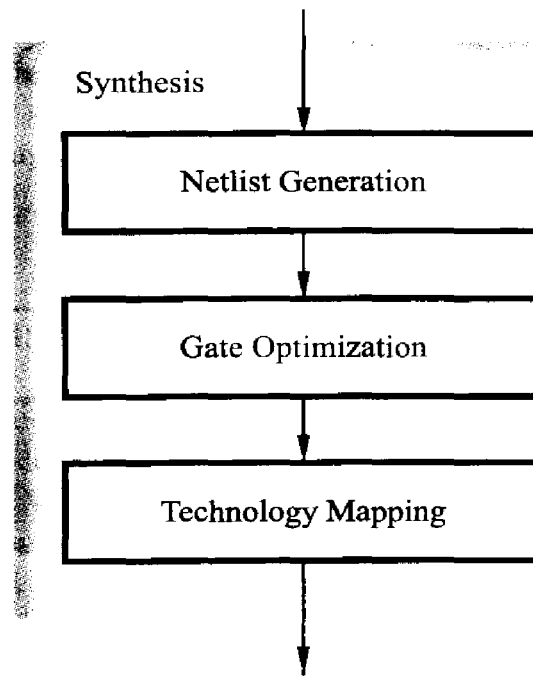 Synthesis
Netlist Generation
Gate Optimization
Technology Mapping